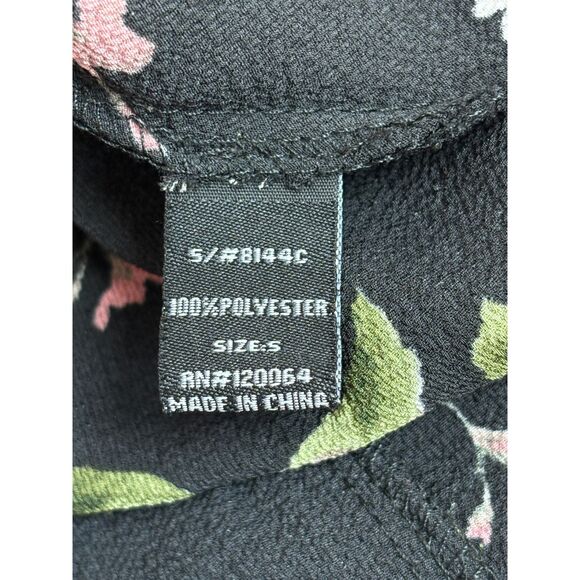 S/#8144C
100%POLYESTER
SIZE:S
RN#120064
MADE IN CHINA